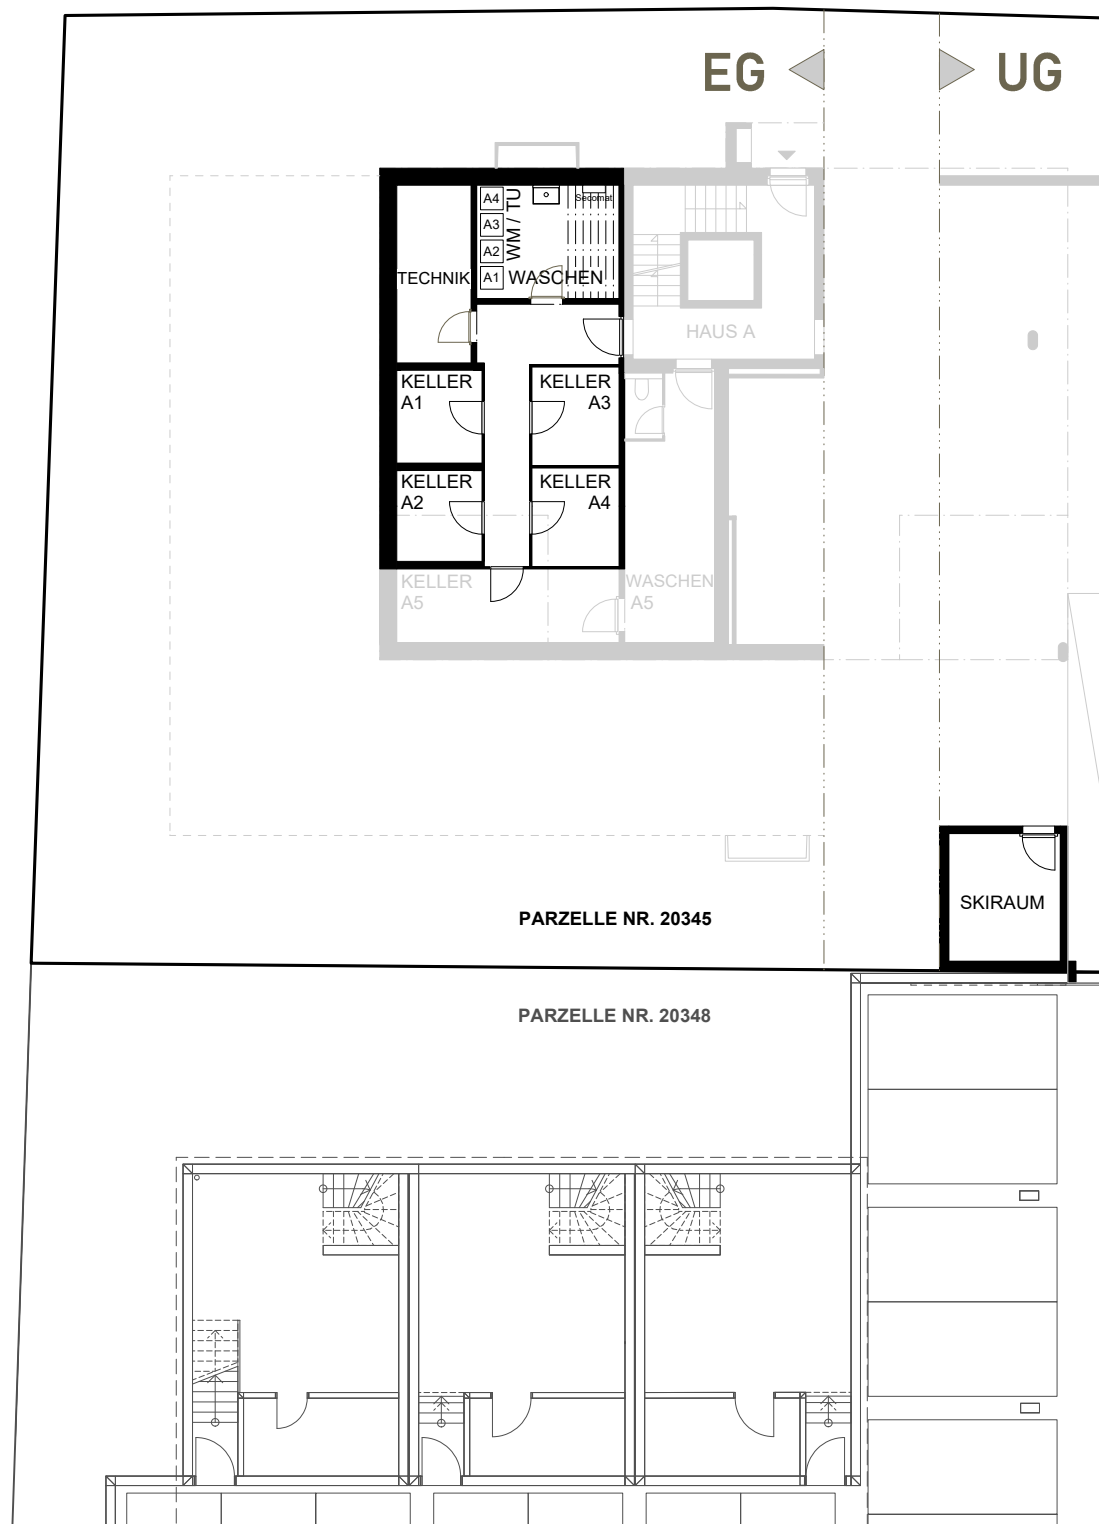 EG
UG
A4
A3
A2
A1
WM / TU
Secomat
TECHNIK
WASCHEN
HAUS A
KELLER
A1
KELLER
A3
KELLER
A2
KELLER
A4
KELLER
A5
WASCHEN
A5
SKIRAUM
PARZELLE NR. 20345
PARZELLE NR. 20348